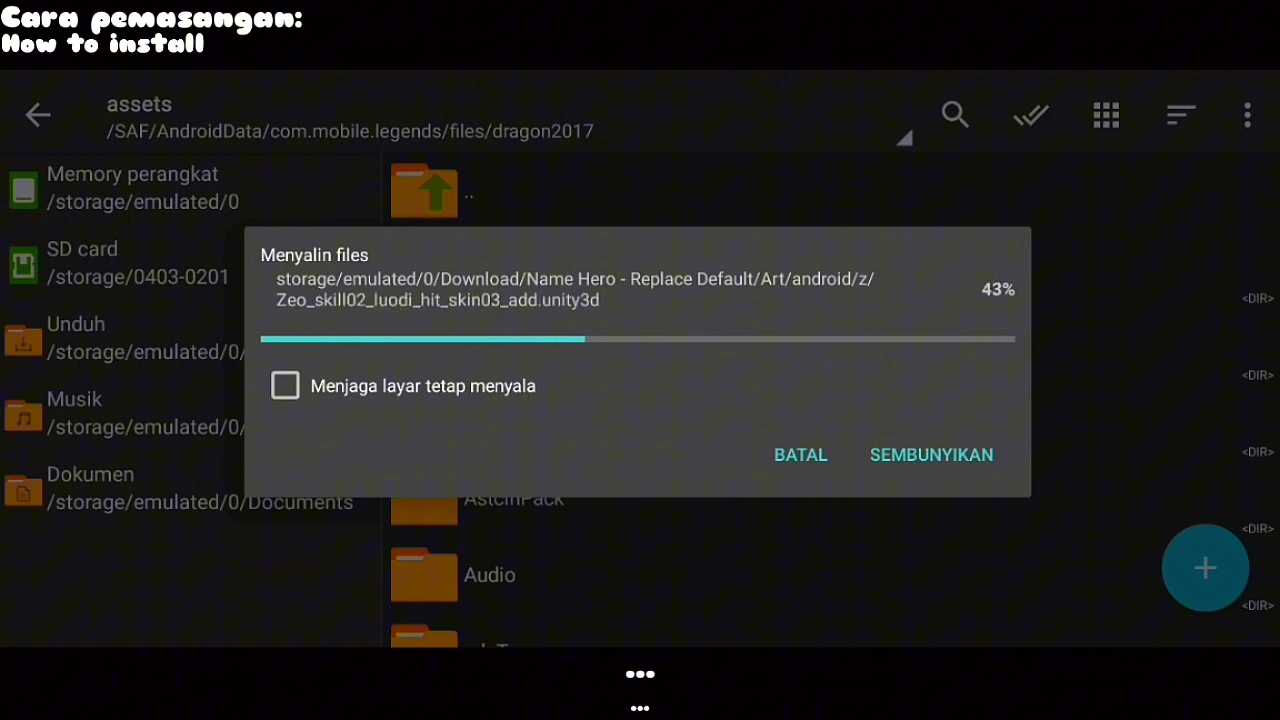 Cara pemasangan:
How to install
assets
/SAF/AndroidData/com.mobile.legends/files/dragon2017
Memory perangkat
/storage/emulated/0
..
SD card
/storage/0403-0201
Unduh
/storage/emulated/0/
Musik
/storage/emulated/0/
Dokumen
/storage/emulated/0/Documents
Menyalin files
storage/emulated/0/Download/Name Hero - Replace Default/Art/android/z/
Zeo_skill02_luodi_hit_skin03_add.unity3d
43%
Menjaga layar tetap menyala
BATAL
SEMBUNYIKAN
<DIR>
<DIR>
<DIR>
AstcmPack
<DIR>
Audio
<DIR>
...
...